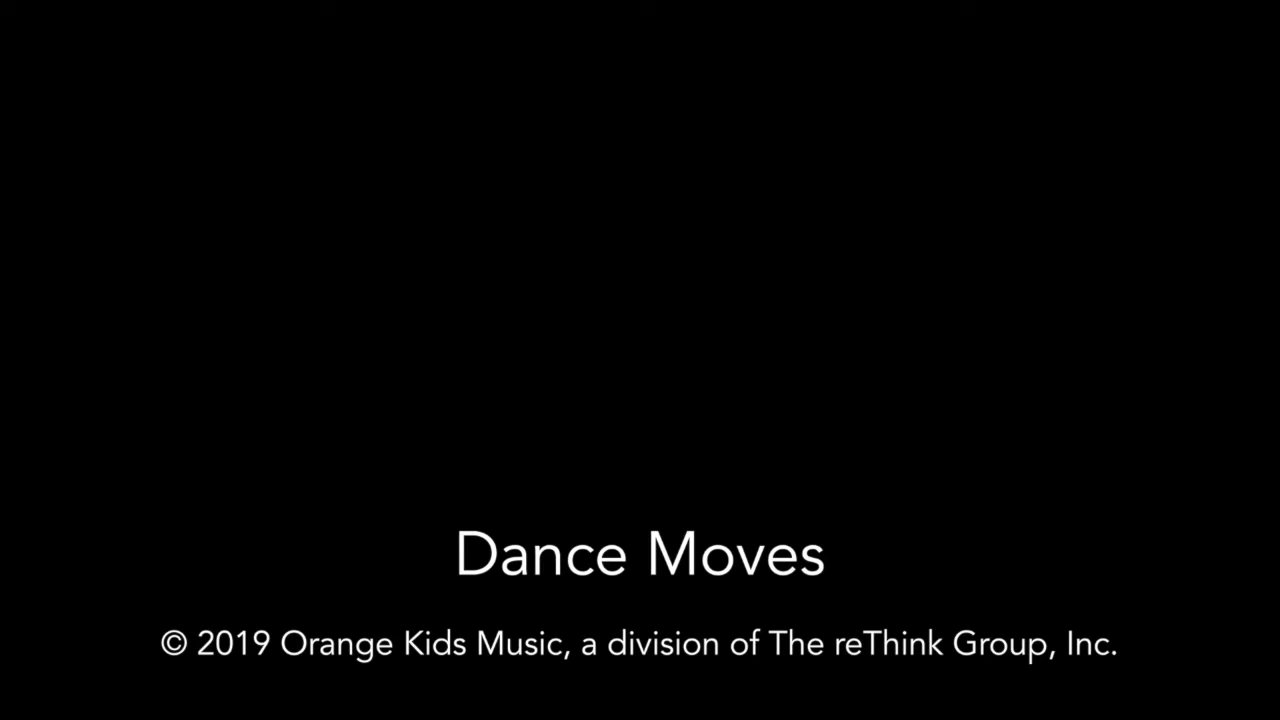 Dance Moves
© 2019 Orange Kids Music, a division of The reThink Group, Inc.